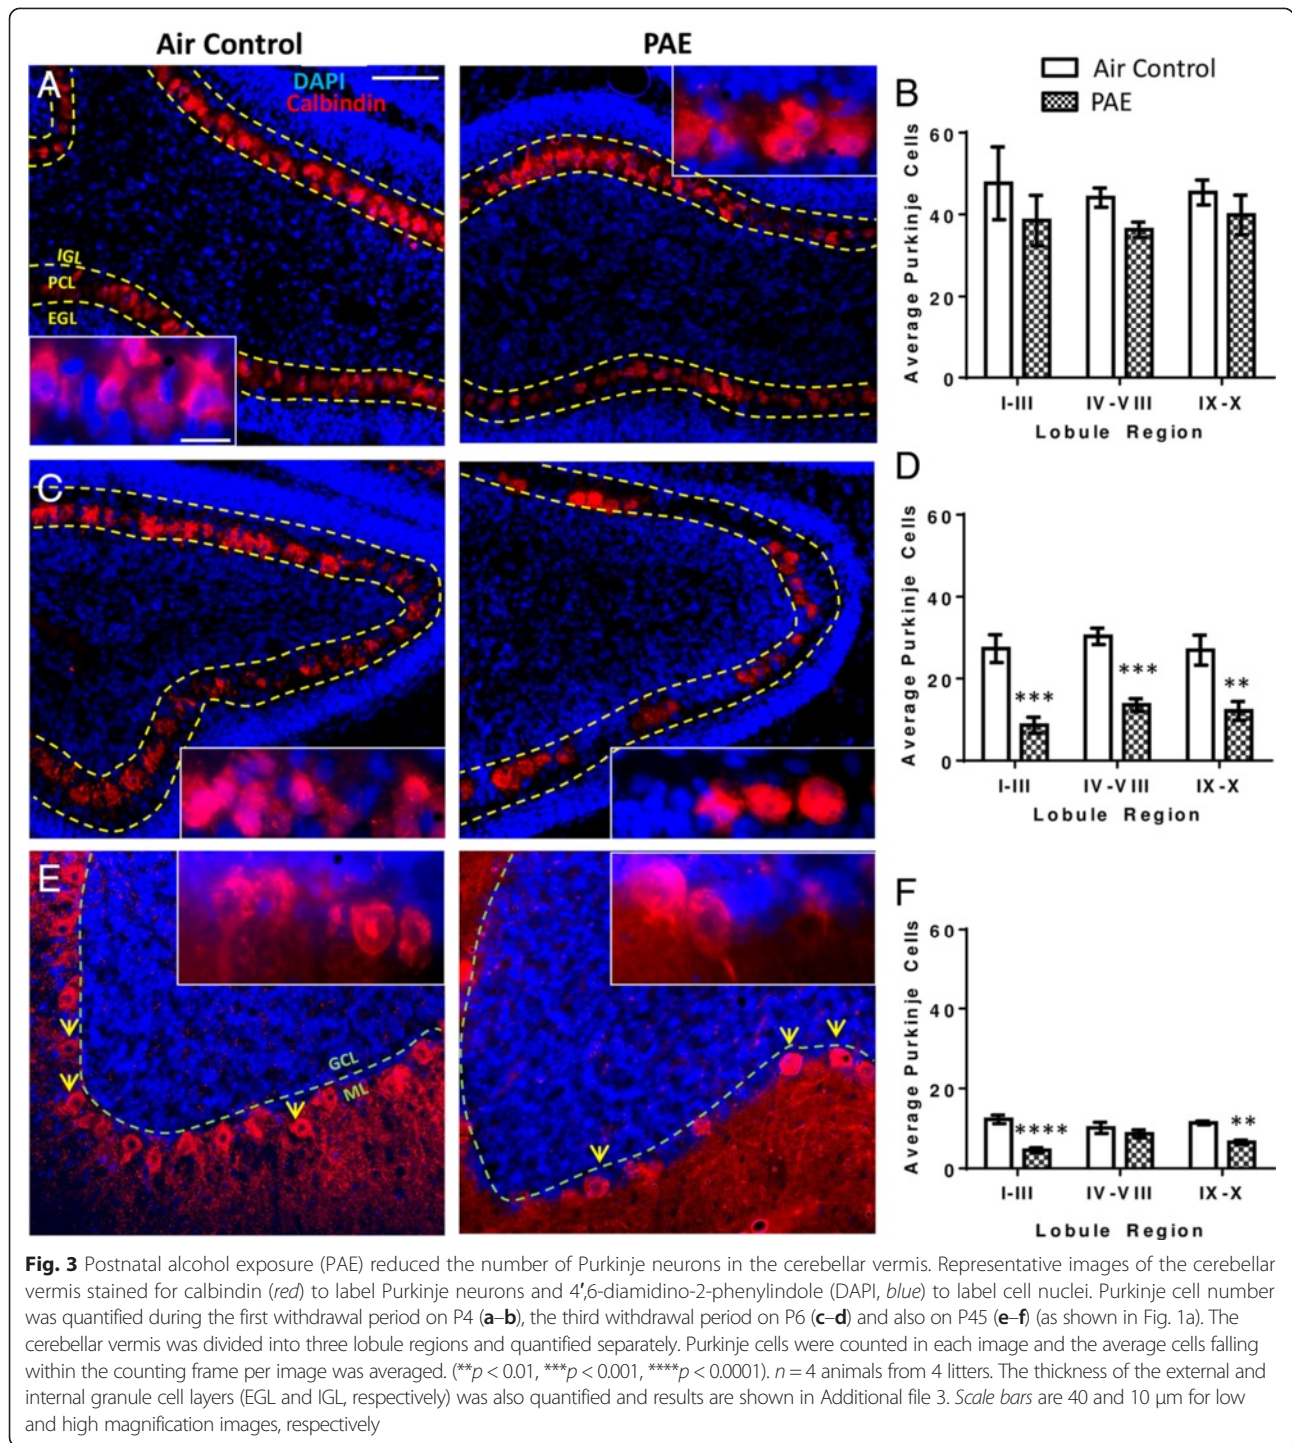 Air Control
PAE
Air Control
PAE
A
DAPI
Calbindin
IGL
PCL
EGL
B
60
40
20
0
Average Purkinje Cells
I-III
IV-VIII
IX-X
Lobule Region
C
D
60
40
20
0
Average Purkinje Cells
***
***
**
I-III
IV-VIII
IX-X
Lobule Region
E
GCL
ML
F
60
40
20
0
Average Purkinje Cells
****
**
I-III
IV-VIII
IX-X
Lobule Region
Fig. 3 Postnatal alcohol exposure (PAE) reduced the number of Purkinje neurons in the cerebellar vermis. Representative images of the cerebellar
vermis stained for calbindin (red) to label Purkinje neurons and 4′,6-diamidino-2-phenylindole (DAPI, blue) to label cell nuclei. Purkinje cell number
was quantified during the first withdrawal period on P4 (a–b), the third withdrawal period on P6 (c–d) and also on P45 (e–f) (as shown in Fig. 1a). The
cerebellar vermis was divided into three lobule regions and quantified separately. Purkinje cells were counted in each image and the average cells falling
within the counting frame per image was averaged. (**p < 0.01, ***p < 0.001, ****p < 0.0001). n = 4 animals from 4 litters. The thickness of the external and
internal granule cell layers (EGL and IGL, respectively) was also quantified and results are shown in Additional file 3. Scale bars are 40 and 10 μm for low
and high magnification images, respectively